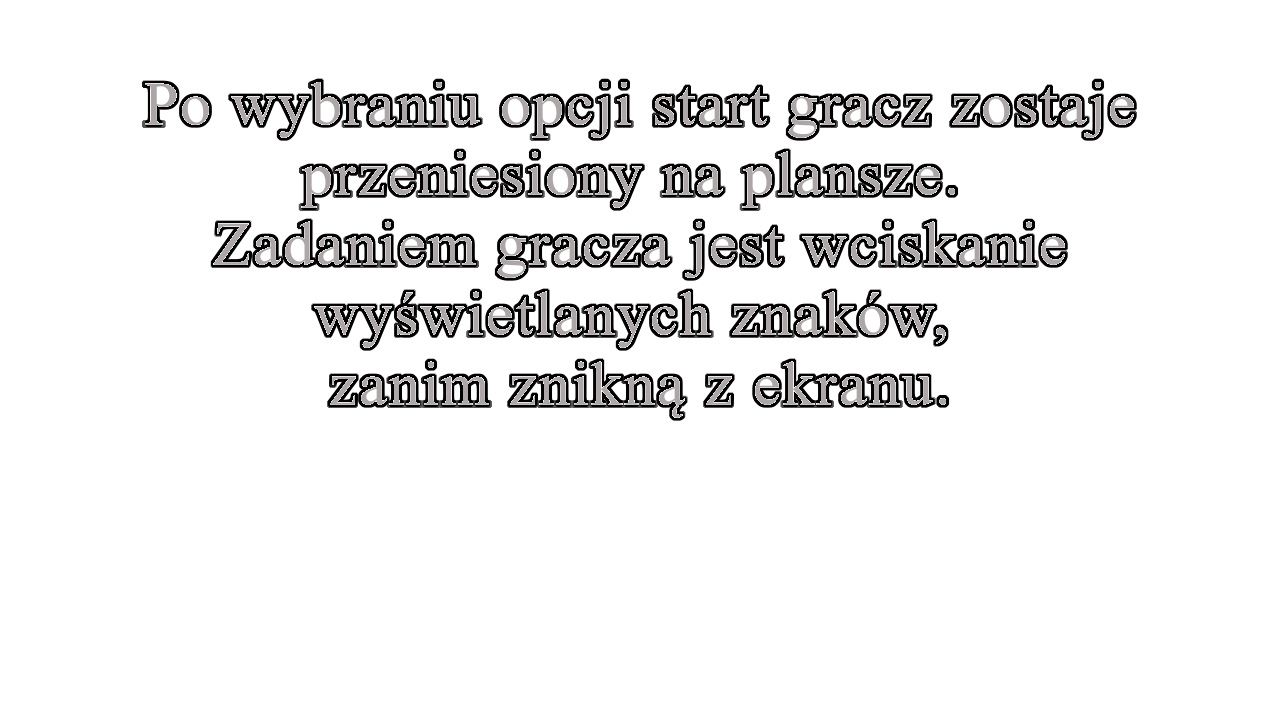 Po wybraniu opcji start gracz zostaje
przeniesiony na plansze.
Zadaniem gracza jest wciskanie
wyświetlanych znaków,
zanim znikną z ekranu.